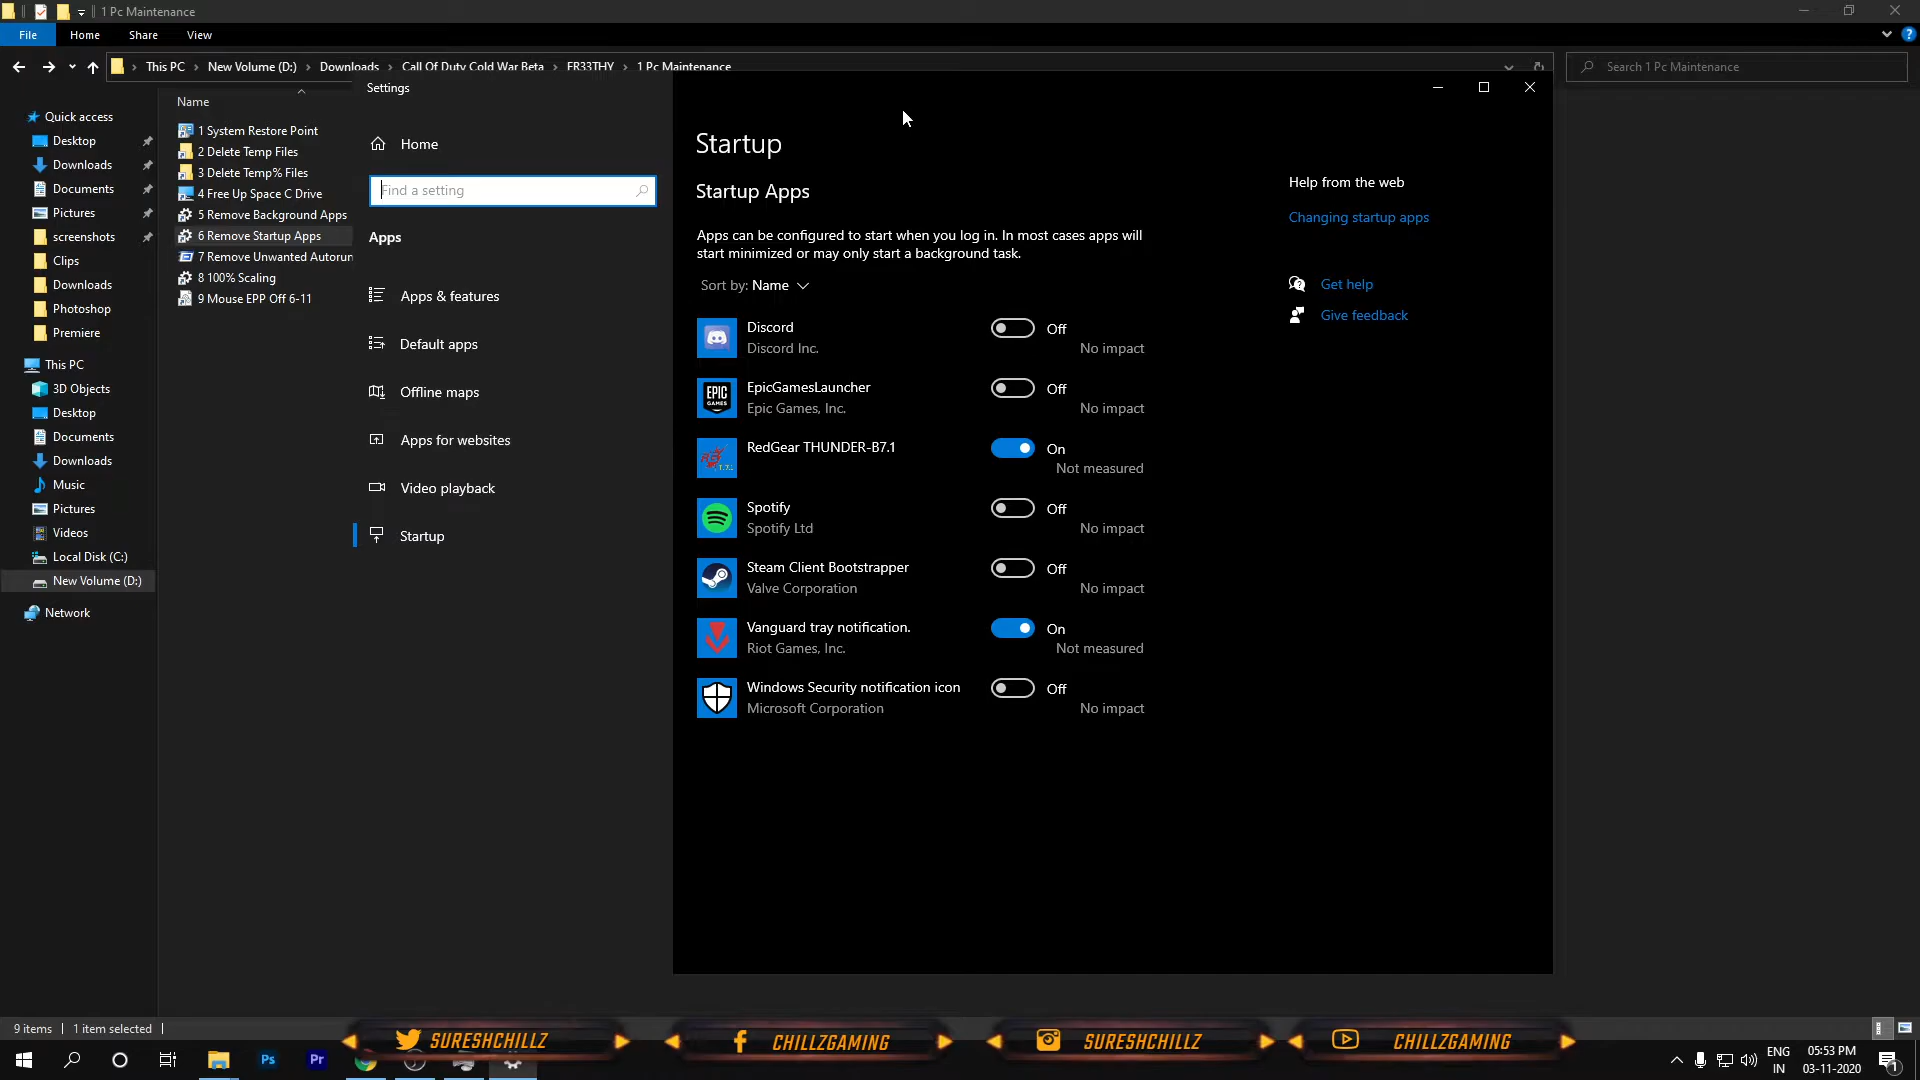 1 Pc Maintenance
File
Home
Share
View
This PC > New Volume (D:) > Downloads > Call Of Duty Cold War Beta > FR33THY > 1 Pc Maintenance
Search 1 Pc Maintenance
Quick access
Desktop
Downloads
Documents
Pictures
screenshots
Clips
Downloads
Photoshop
Premiere
This PC
3D Objects
Desktop
Documents
Downloads
Music
Pictures
Videos
Local Disk (C:)
New Volume (D:)
Network
Name
1 System Restore Point
2 Delete Temp Files
3 Delete Temp% Files
4 Free Up Space C Drive
5 Remove Background Apps
6 Remove Startup Apps
7 Remove Unwanted Autorun
8 100% Scaling
9 Mouse EPP Off 6-11
Settings
Home
Find a setting
Apps
Apps & features
Default apps
Offline maps
Apps for websites
Video playback
Startup
Startup
Startup Apps
Apps can be configured to start when you log in. In most cases apps will
start minimized or may only start a background task.
Sort by: Name
Discord
Discord Inc.
Off
No impact
EpicGamesLauncher
Epic Games, Inc.
Off
No impact
EPIC
GAMES
RedGear THUNDER-B7.1
On
Not measured
Spotify
Spotify Ltd
Off
No impact
Steam Client Bootstrapper
Valve Corporation
Off
No impact
Vanguard tray notification.
Riot Games, Inc.
On
Not measured
Windows Security notification icon
Microsoft Corporation
Off
No impact
Help from the web
Changing startup apps
Get help
Give feedback
9 items
1 item selected
SURESHCHILLZ
CHILLZGAMING
SURESHCHILLZ
CHILLZGAMING
Ps
Pr
ENG
IN
05:53 PM
03-11-2020
1